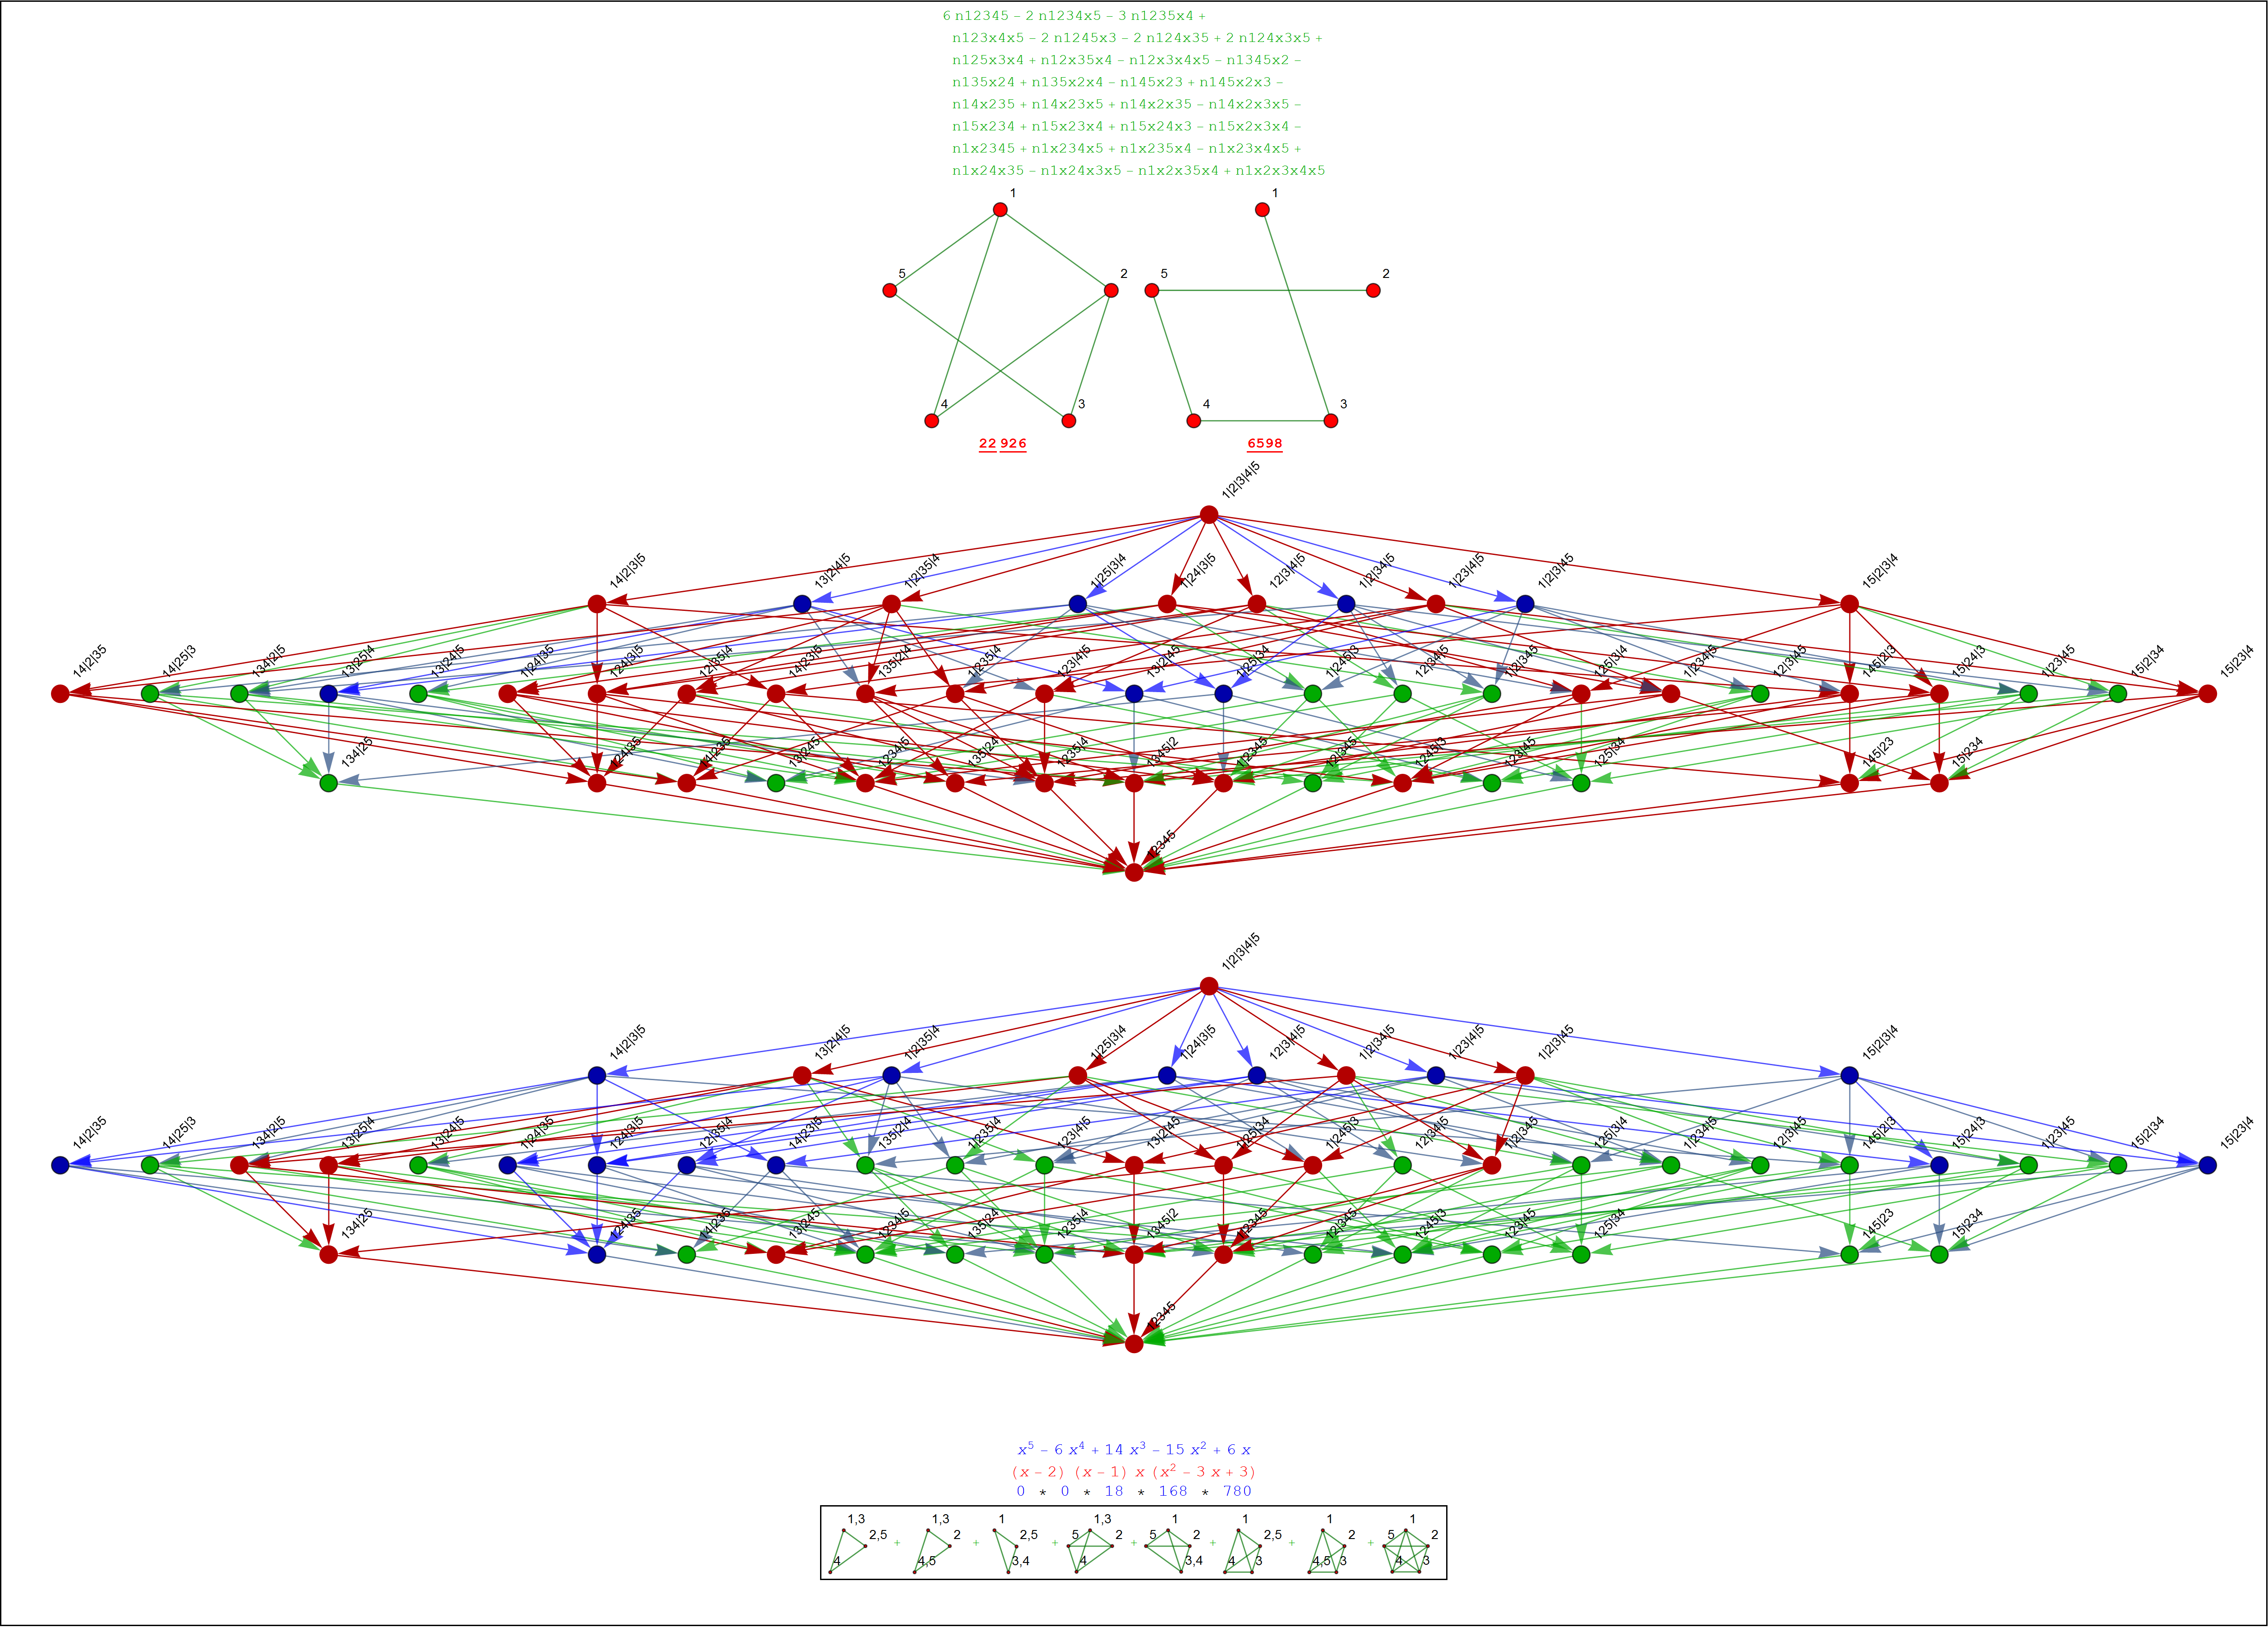 6 n12345 − 2 n1234x5 − 3 n1235x4 +
n123x4x5 − 2 n1245x3 − 2 n124x35 + 2 n124x3x5 +
n125x3x4 + n12x35x4 − n12x3x4x5 − n1345x2 −
n135x24 + n135x2x4 − n145x23 + n145x2x3 −
n14x235 + n14x23x5 + n14x2x35 − n14x2x3x5 −
n15x234 + n15x23x4 + n15x24x3 − n15x2x3x4 −
n1x2345 + n1x234x5 + n1x235x4 − n1x23x4x5 +
n1x24x35 − n1x24x3x5 − n1x2x35x4 + n1x2x3x4x5
1 1
5 2 5 2
4 3 4 3
22 926 6598
1|2|3|4|5
14|2|3|5 13|2|4|5 1|2|35|4 1|25|3|4 1|24|3|5 12|3|4|5 1|2|34|5 1|23|4|5 1|2|3|45 15|2|3|4
14|2|35 14|25|3 134|2|5 13|25|4 13|24|5 1|24|35 124|3|5 12|35|4 14|23|5 135|2|4 1|235|4 123|4|5 13|2|45 1|25|34 1|245|3 12|34|5 1|2|345 125|3|4 1|234|5 12|3|45 145|2|3 15|24|3 1|23|45 15|2|34 15|23|4
134|25 124|35 14|235 13|245 1234|5 135|24 1235|4 1345|2 1|2345 12|345 1245|3 123|45 125|34 145|23 15|234
12345
1|2|3|4|5
14|2|3|5 13|2|4|5 1|2|35|4 1|25|3|4 1|24|3|5 12|3|4|5 1|2|34|5 1|23|4|5 1|2|3|45 15|2|3|4
14|2|35 14|25|3 134|2|5 13|25|4 13|24|5 1|24|35 124|3|5 12|35|4 14|23|5 135|2|4 1|235|4 123|4|5 13|2|45 1|25|34 1|245|3 12|34|5 1|2|345 125|3|4 1|234|5 12|3|45 145|2|3 15|24|3 1|23|45 15|2|34 15|23|4
134|25 124|35 14|235 13|245 1234|5 135|24 1235|4 1345|2 1|2345 12|345 1245|3 123|45 125|34 145|23 15|234
12345
x⁵ − 6 x⁴ + 14 x³ − 15 x² + 6 x
(x − 2) (x − 1) x (x² − 3 x + 3)
0 * 0 * 18 * 168 * 780
1,3 2,5 4 + 1,3 2 4,5 + 1 2,5 3,4 + 1,3 5 2 4 + 1 5 2 3,4 + 1 2,5 4 3 + 1 2 4,5 3 + 1 5 2 4 3